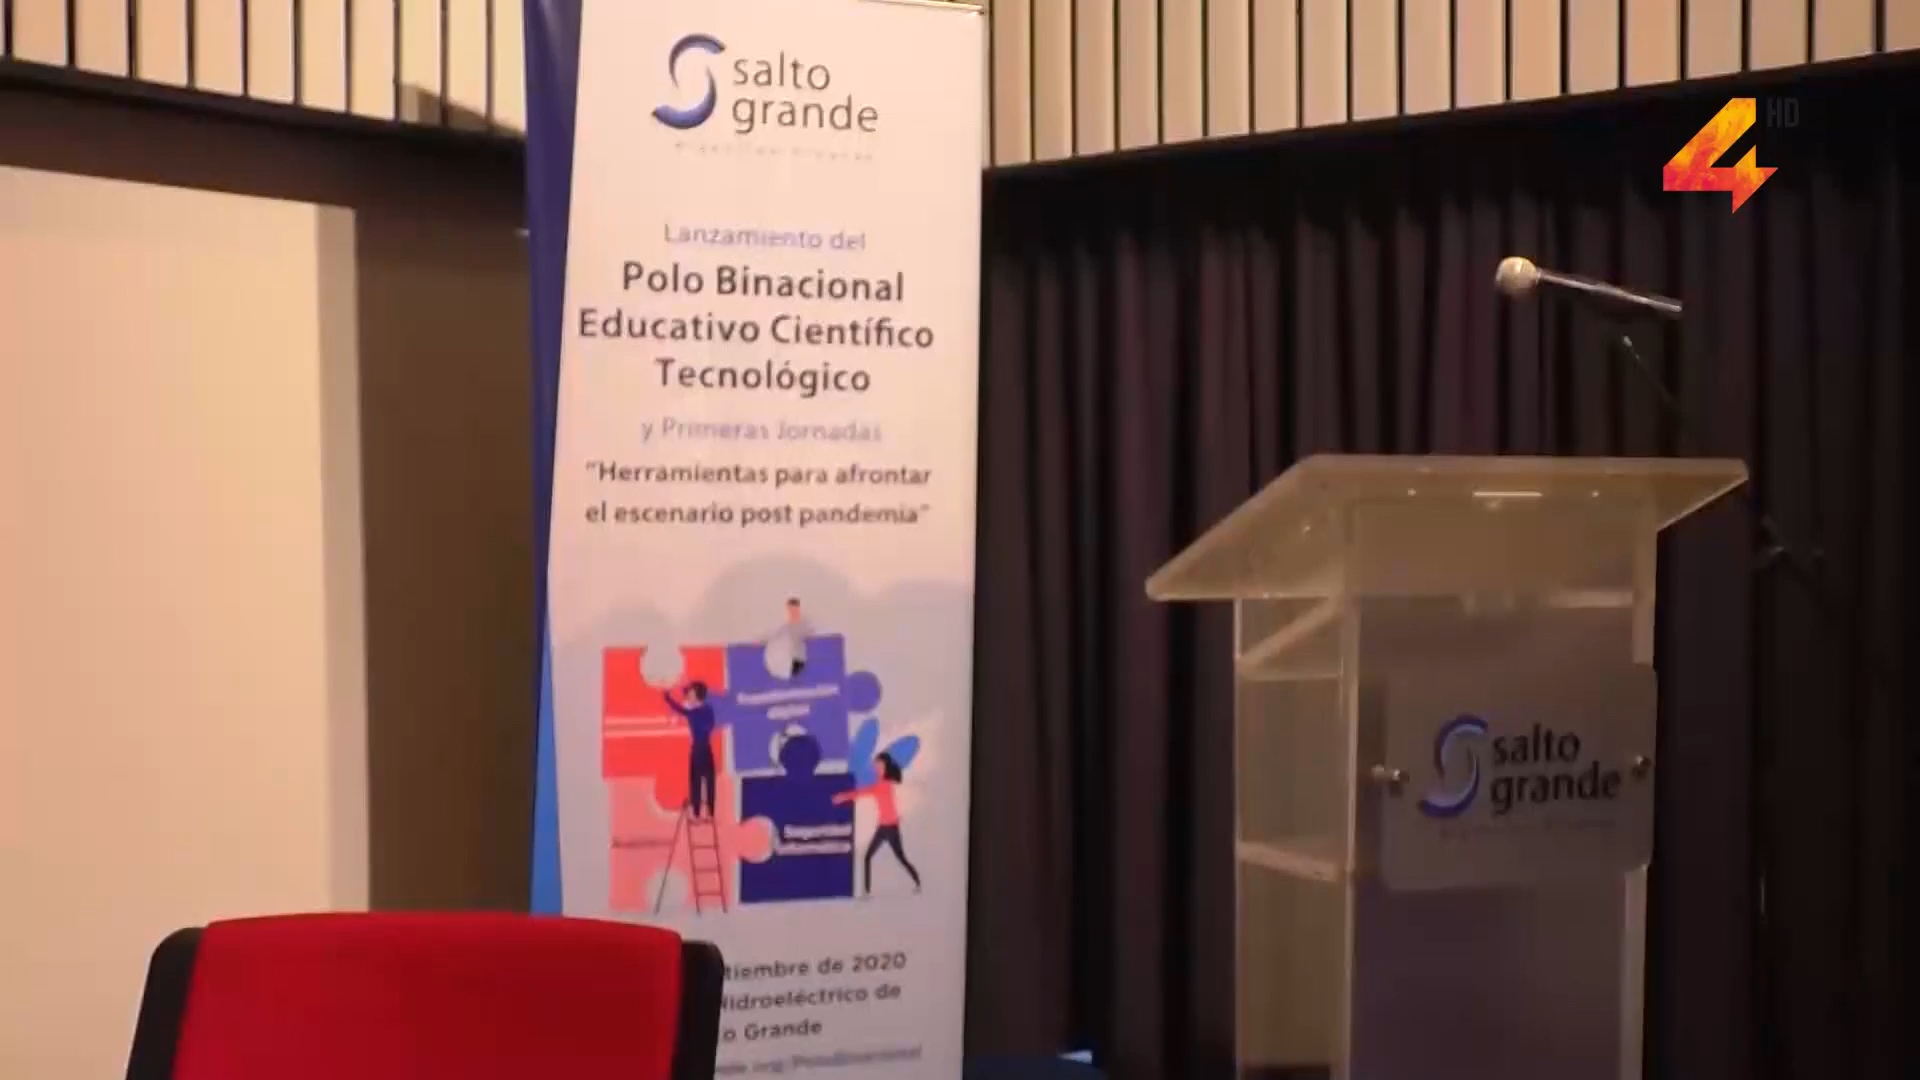 salto
grande
Lanzamiento del
Polo Binacional
Educativo Científico
Tecnológico
y Primeras Jornadas
"Herramientas para afrontar
el escenario post pandemia"
Seguridad
tiembre de 2020
Hidroeléctrico de
o Grande
4 HD
salto
grande